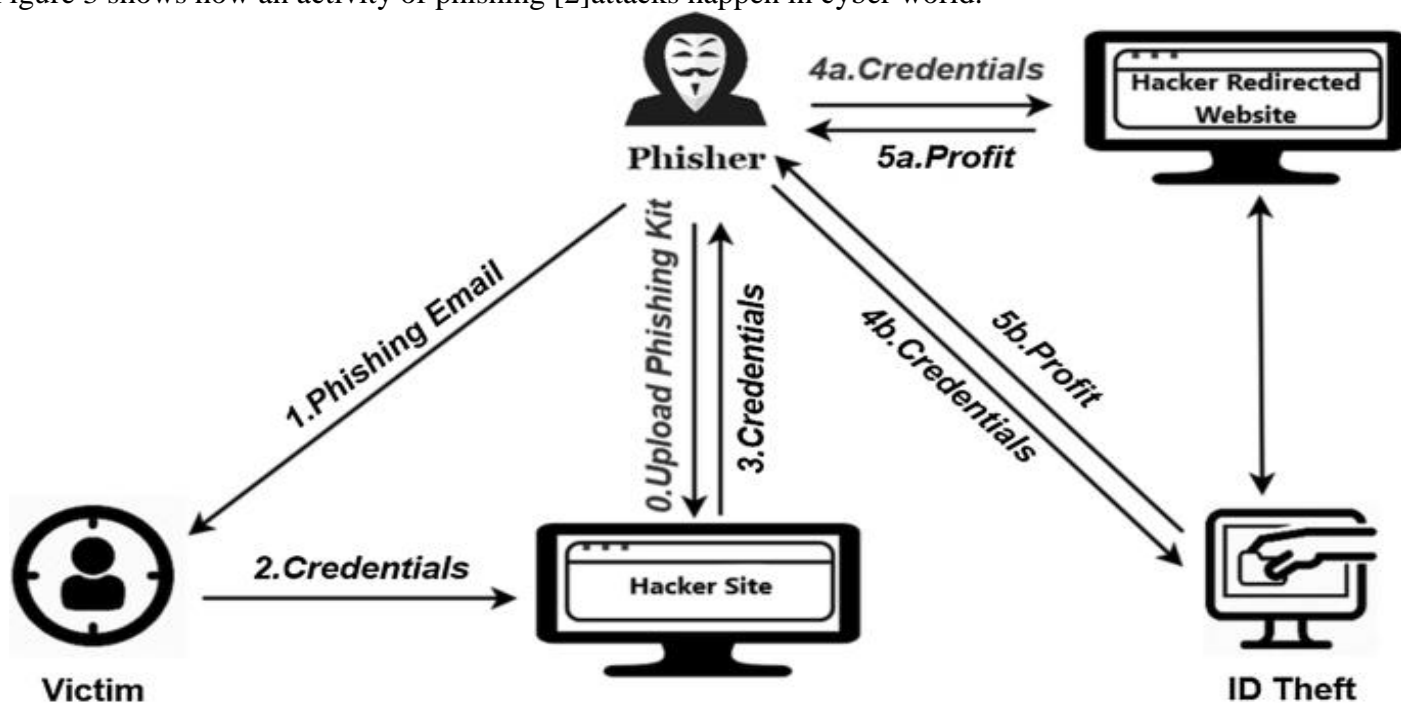 Figure 3 shows how an activity of phishing [2]attacks happen in cyber world.
4a.Credentials
Hacker Redirected
Website
Phisher
5a.Profit
1.Phishing Email
0.Upload Phishing Kit
3.Credentials
4b.Credentials
5b.Profit
2.Credentials
Hacker Site
Victim
ID Theft